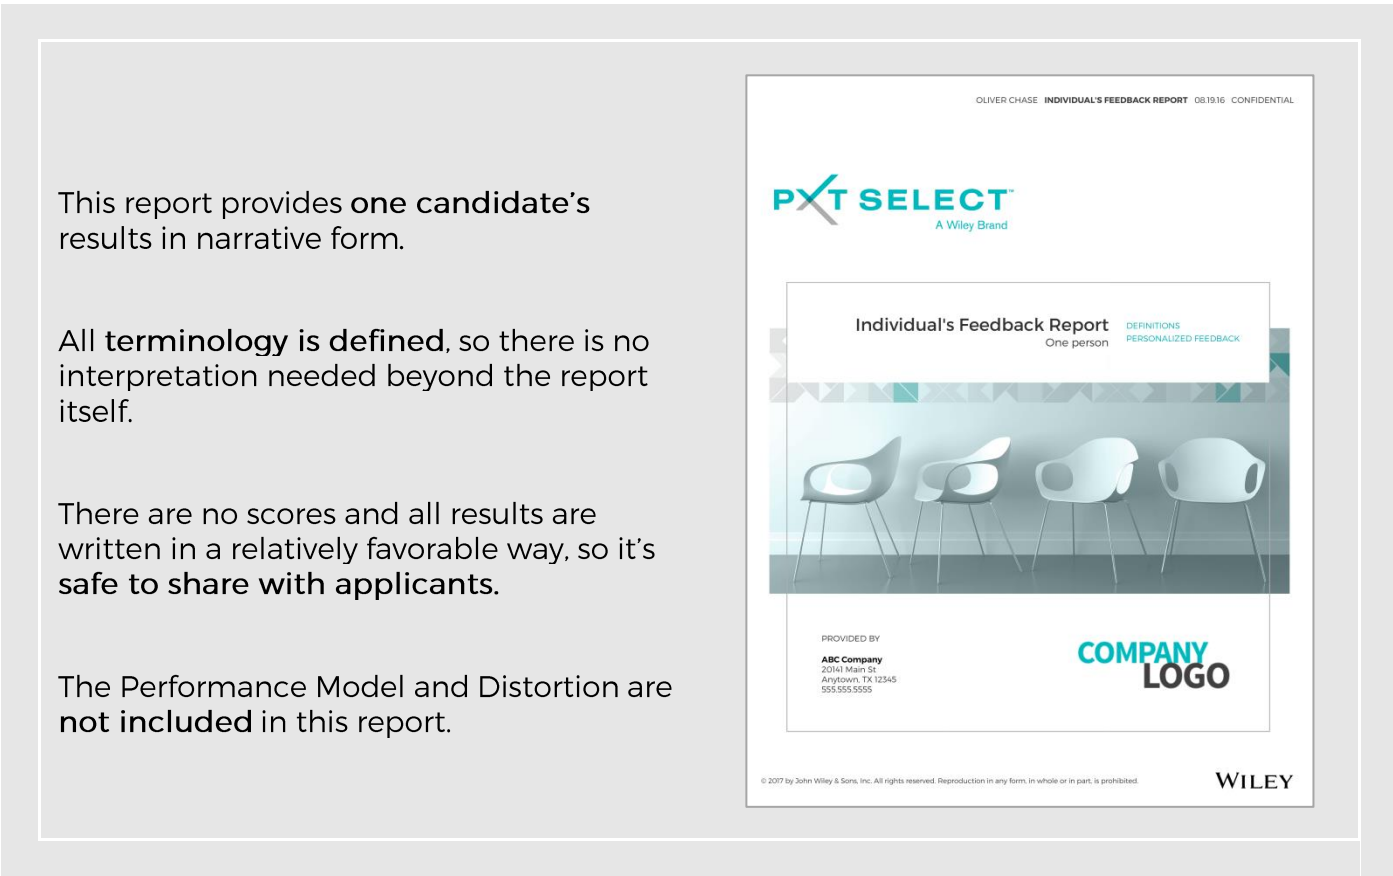 This report provides one candidate’s
results in narrative form.
All terminology is defined, so there is no
interpretation needed beyond the report
itself.
There are no scores and all results are
written in a relatively favorable way, so it’s
safe to share with applicants.
The Performance Model and Distortion are
not included in this report.
OLIVER CHASE INDIVIDUAL'S FEEDBACK REPORT 08.19.16 CONFIDENTIAL
PXT SELECT™
A Wiley Brand
Individual's Feedback Report
One person
DEFINITIONS
PERSONALIZED FEEDBACK
PROVIDED BY
ABC Company
20141 Main St
Anytown, TX 12345
555.555.5555
COMPANY
LOGO
© 2017 by John Wiley & Sons, Inc. All rights reserved. Reproduction in any form, in whole or in part, is prohibited.
WILEY